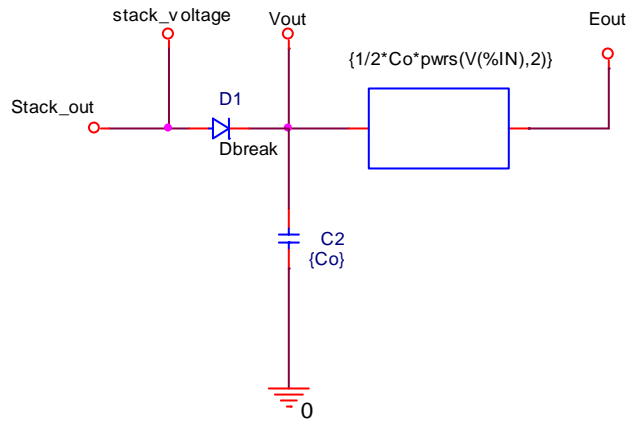 stack_voltage
Vout
Eout
{1/2*Co*pwrs(V(%IN),2)}
Stack_out
D1
Dbreak
C2
{Co}
0